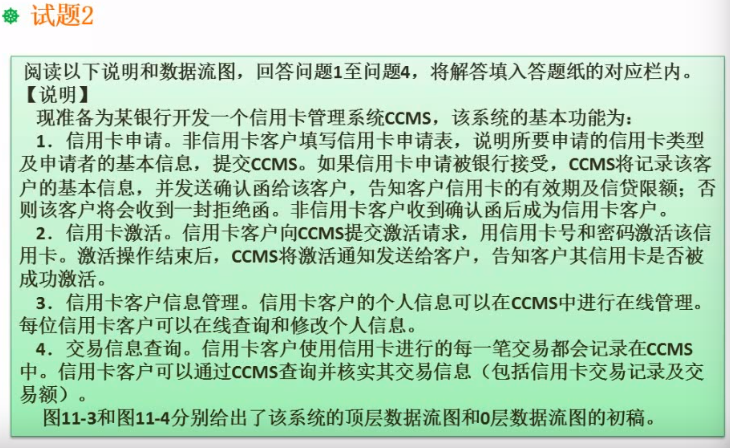 试题2
阅读以下说明和数据流图，回答问题1至问题4，将解答填入答题纸的对应栏内。
【说明】
现准备为某银行开发一个信用卡管理系统CCMS，该系统的基本功能为：
1．信用卡申请。非信用卡客户填写信用卡申请表，说明所要申请的信用卡类型
及申请者的基本信息，提交CCMS。如果信用卡申请被银行接受，CCMS将记录该客
户的基本信息，并发送确认函给该客户，告知客户信用卡的有效期及信贷限额；否
则该客户将会收到一封拒绝函。非信用卡客户收到确认函后成为信用卡客户。
2．信用卡激活。信用卡客户向CCMS提交激活请求，用信用卡号和密码激活该信
用卡。激活操作结束后，CCMS将激活通知发送给客户，告知客户其信用卡是否被
成功激活。
3．信用卡客户信息管理。信用卡客户的个人信息可以在CCMS中进行在线管理。
每位信用卡客户可以在线查询和修改个人信息。
4．交易信息查询。信用卡客户使用信用卡进行的每一笔交易都会记录在CCMS
中。信用卡客户可以通过CCMS查询并核实其交易信息（包括信用卡交易记录及交
易额）。
图11-3和图11-4分别给出了该系统的顶层数据流图和0层数据流图的初稿。